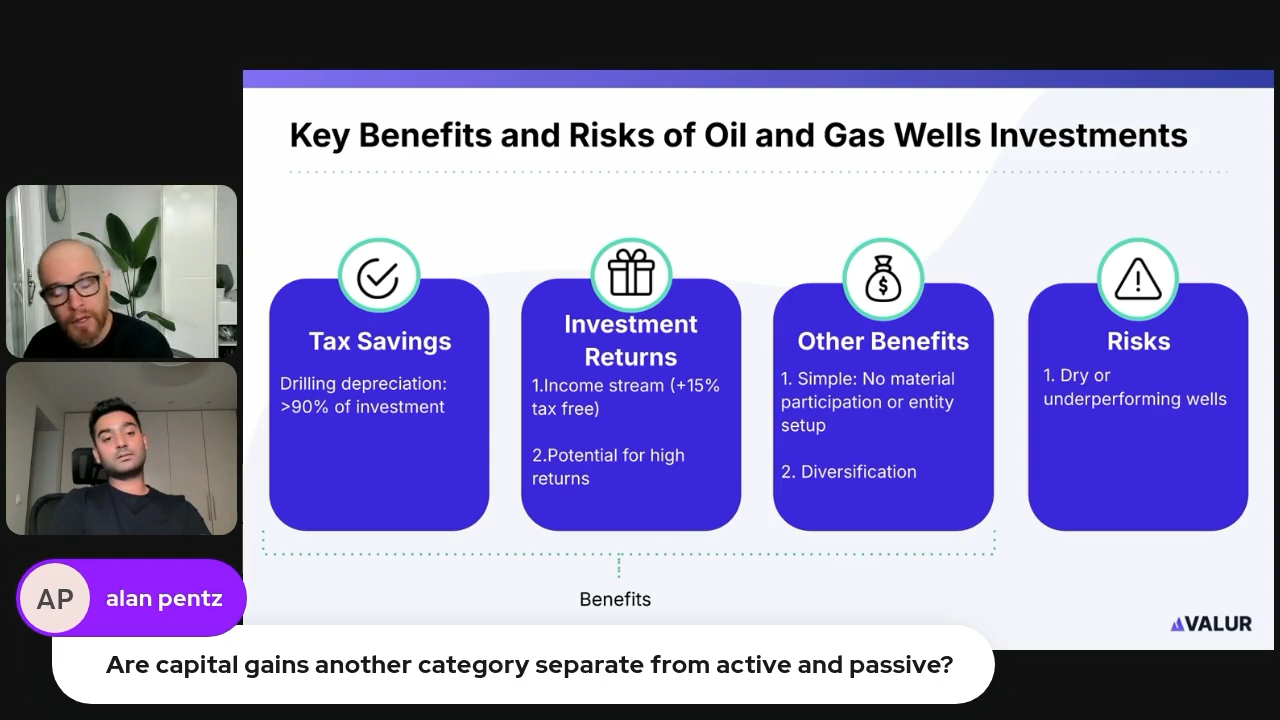 Key Benefits and Risks of Oil and Gas Wells Investments
Tax Savings
Drilling depreciation:
>90% of investment
Investment
Returns
1.Income stream (+15%
tax free)
2.Potential for high
returns
Other Benefits
1. Simple: No material
participation or entity
setup
2. Diversification
Risks
1. Dry or
underperforming wells
Benefits
VALUR
AP
alan pentz
Are capital gains another category separate from active and passive?